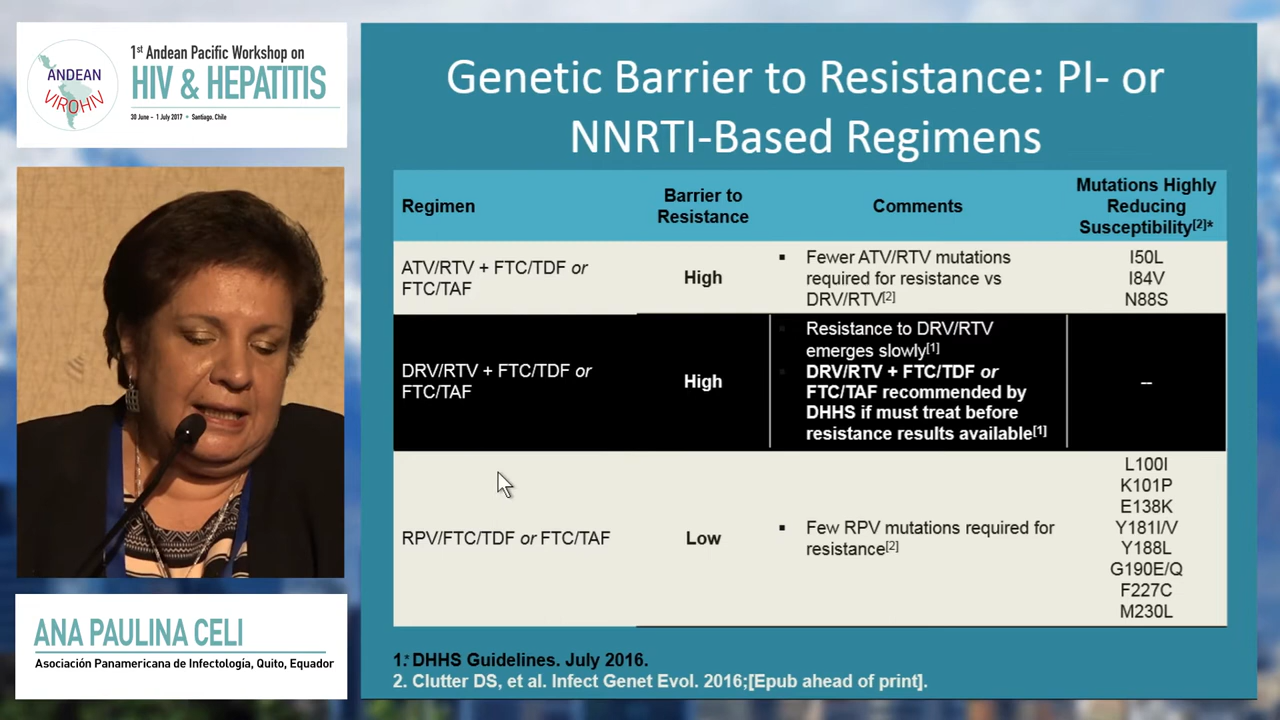 1st Andean Pacific Workshop on
HIV & HEPATITIS
30 June - 1 July 2017 • Santiago, Chile
ANDEAN
VIROHIV
ANA PAULINA CELI
Asociación Panamericana de Infectología, Quito, Equador
Genetic Barrier to Resistance: PI- or
NNRTI-Based Regimens
Regimen
Barrier to
Resistance
Comments
Mutations Highly
Reducing
Susceptibility[2]*
ATV/RTV + FTC/TDF or
FTC/TAF
High
▪ Fewer ATV/RTV mutations
required for resistance vs
DRV/RTV[2]
I50L
I84V
N88S
DRV/RTV + FTC/TDF or
FTC/TAF
High
▪ Resistance to DRV/RTV
emerges slowly[1]
▪ DRV/RTV + FTC/TDF or
FTC/TAF recommended by
DHHS if must treat before
resistance results available[1]
--
RPV/FTC/TDF or FTC/TAF
Low
▪ Few RPV mutations required for
resistance[2]
L100I
K101P
E138K
Y181I/V
Y188L
G190E/Q
F227C
M230L
1.* DHHS Guidelines. July 2016.
2. Clutter DS, et al. Infect Genet Evol. 2016;[Epub ahead of print].